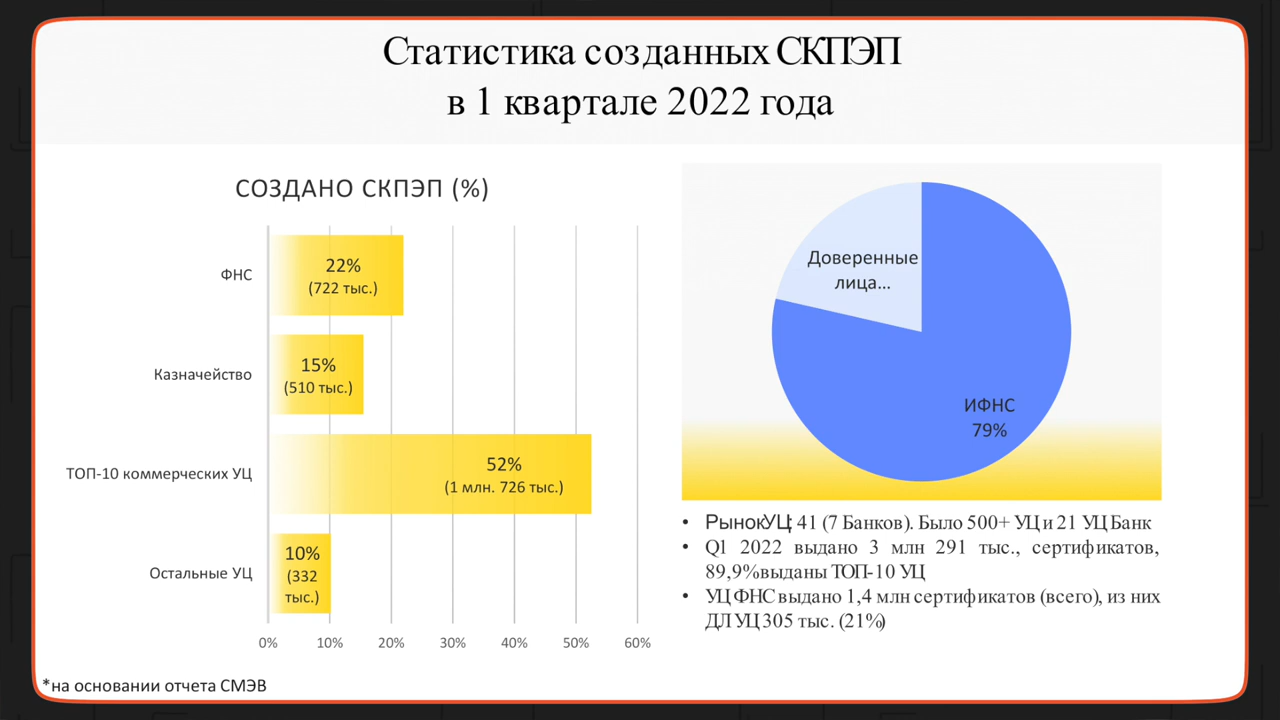 Статистика созданных СКПЭП
в 1 квартале 2022 года
СОЗДАНО СКПЭП (%)
ФНС
22%
(722 тыс.)
Казначейство
15%
(510 тыс.)
ТОП-10 коммерческих УЦ
52%
(1 млн. 726 тыс.)
Остальные УЦ
10%
(332
тыс.)
0% 10% 20% 30% 40% 50% 60%
*на основании отчета СМЭВ
Доверенные
лица...
ИФНС
79%
• Рынок УЦ: 41 (7 Банков). Было 500+ УЦ и 21 УЦ Банк
• Q1 2022 выдано 3 млн 291 тыс., сертификатов,
89,9% выданы ТОП-10 УЦ
• УЦ ФНС выдано 1,4 млн сертификатов (всего), из них
ДЛ УЦ 305 тыс. (21%)